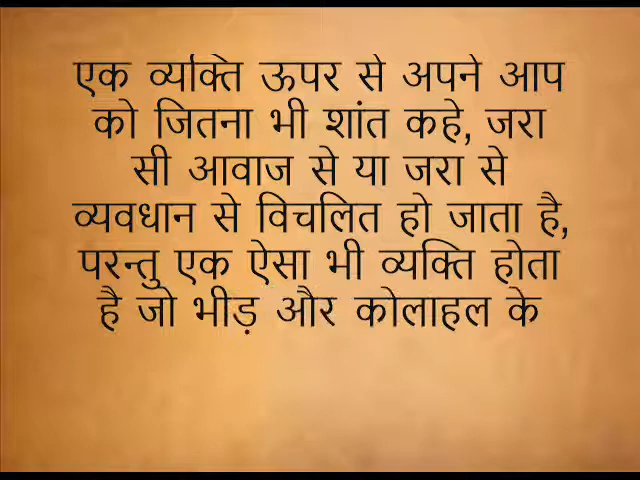 एक व्यक्ति ऊपर से अपने आप
को जितना भी शांत कहे, जरा
सी आवाज से या जरा से
व्यवधान से विचलित हो जाता है,
परन्तु एक ऐसा भी व्यक्ति होता
है जो भीड़ और कोलाहल के